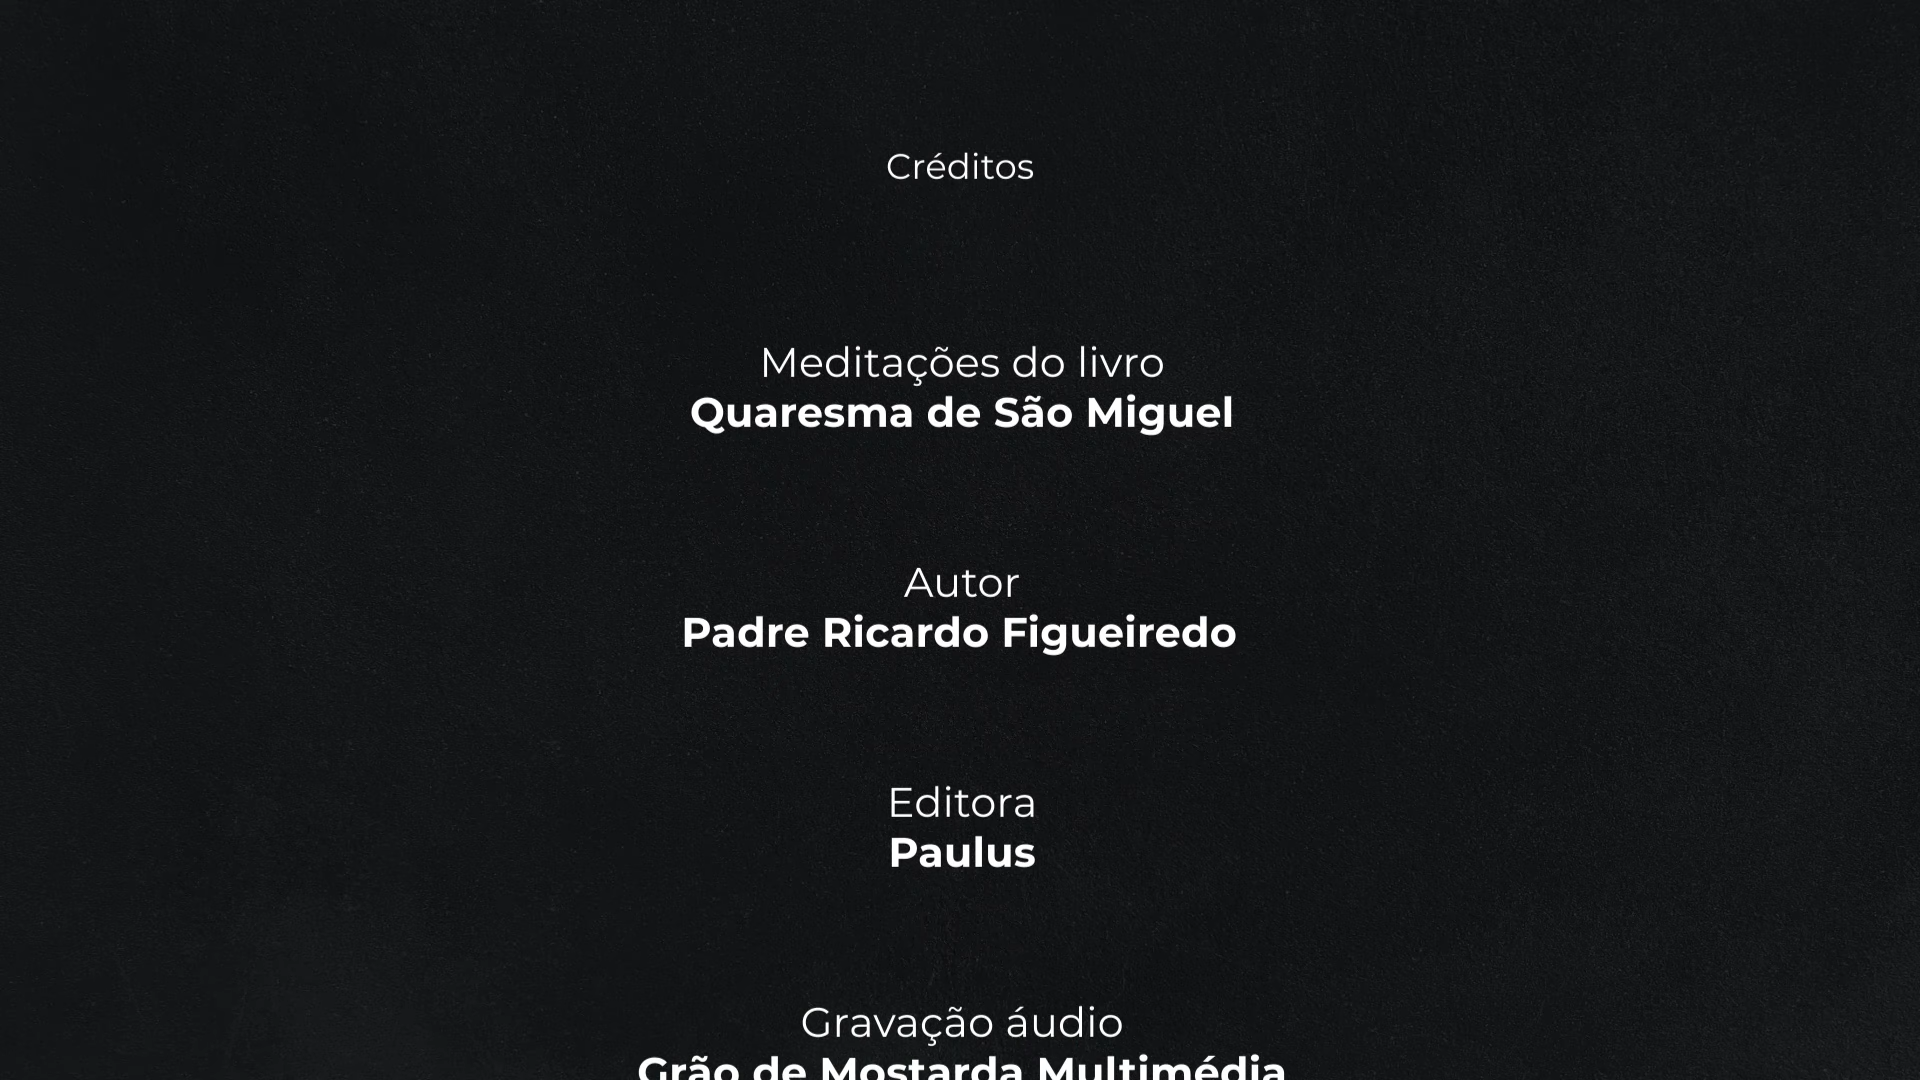 Créditos
Meditações do livro
Quaresma de São Miguel
Autor
Padre Ricardo Figueiredo
Editora
Paulus
Gravação áudio
Grão de Mostarda Multimédia